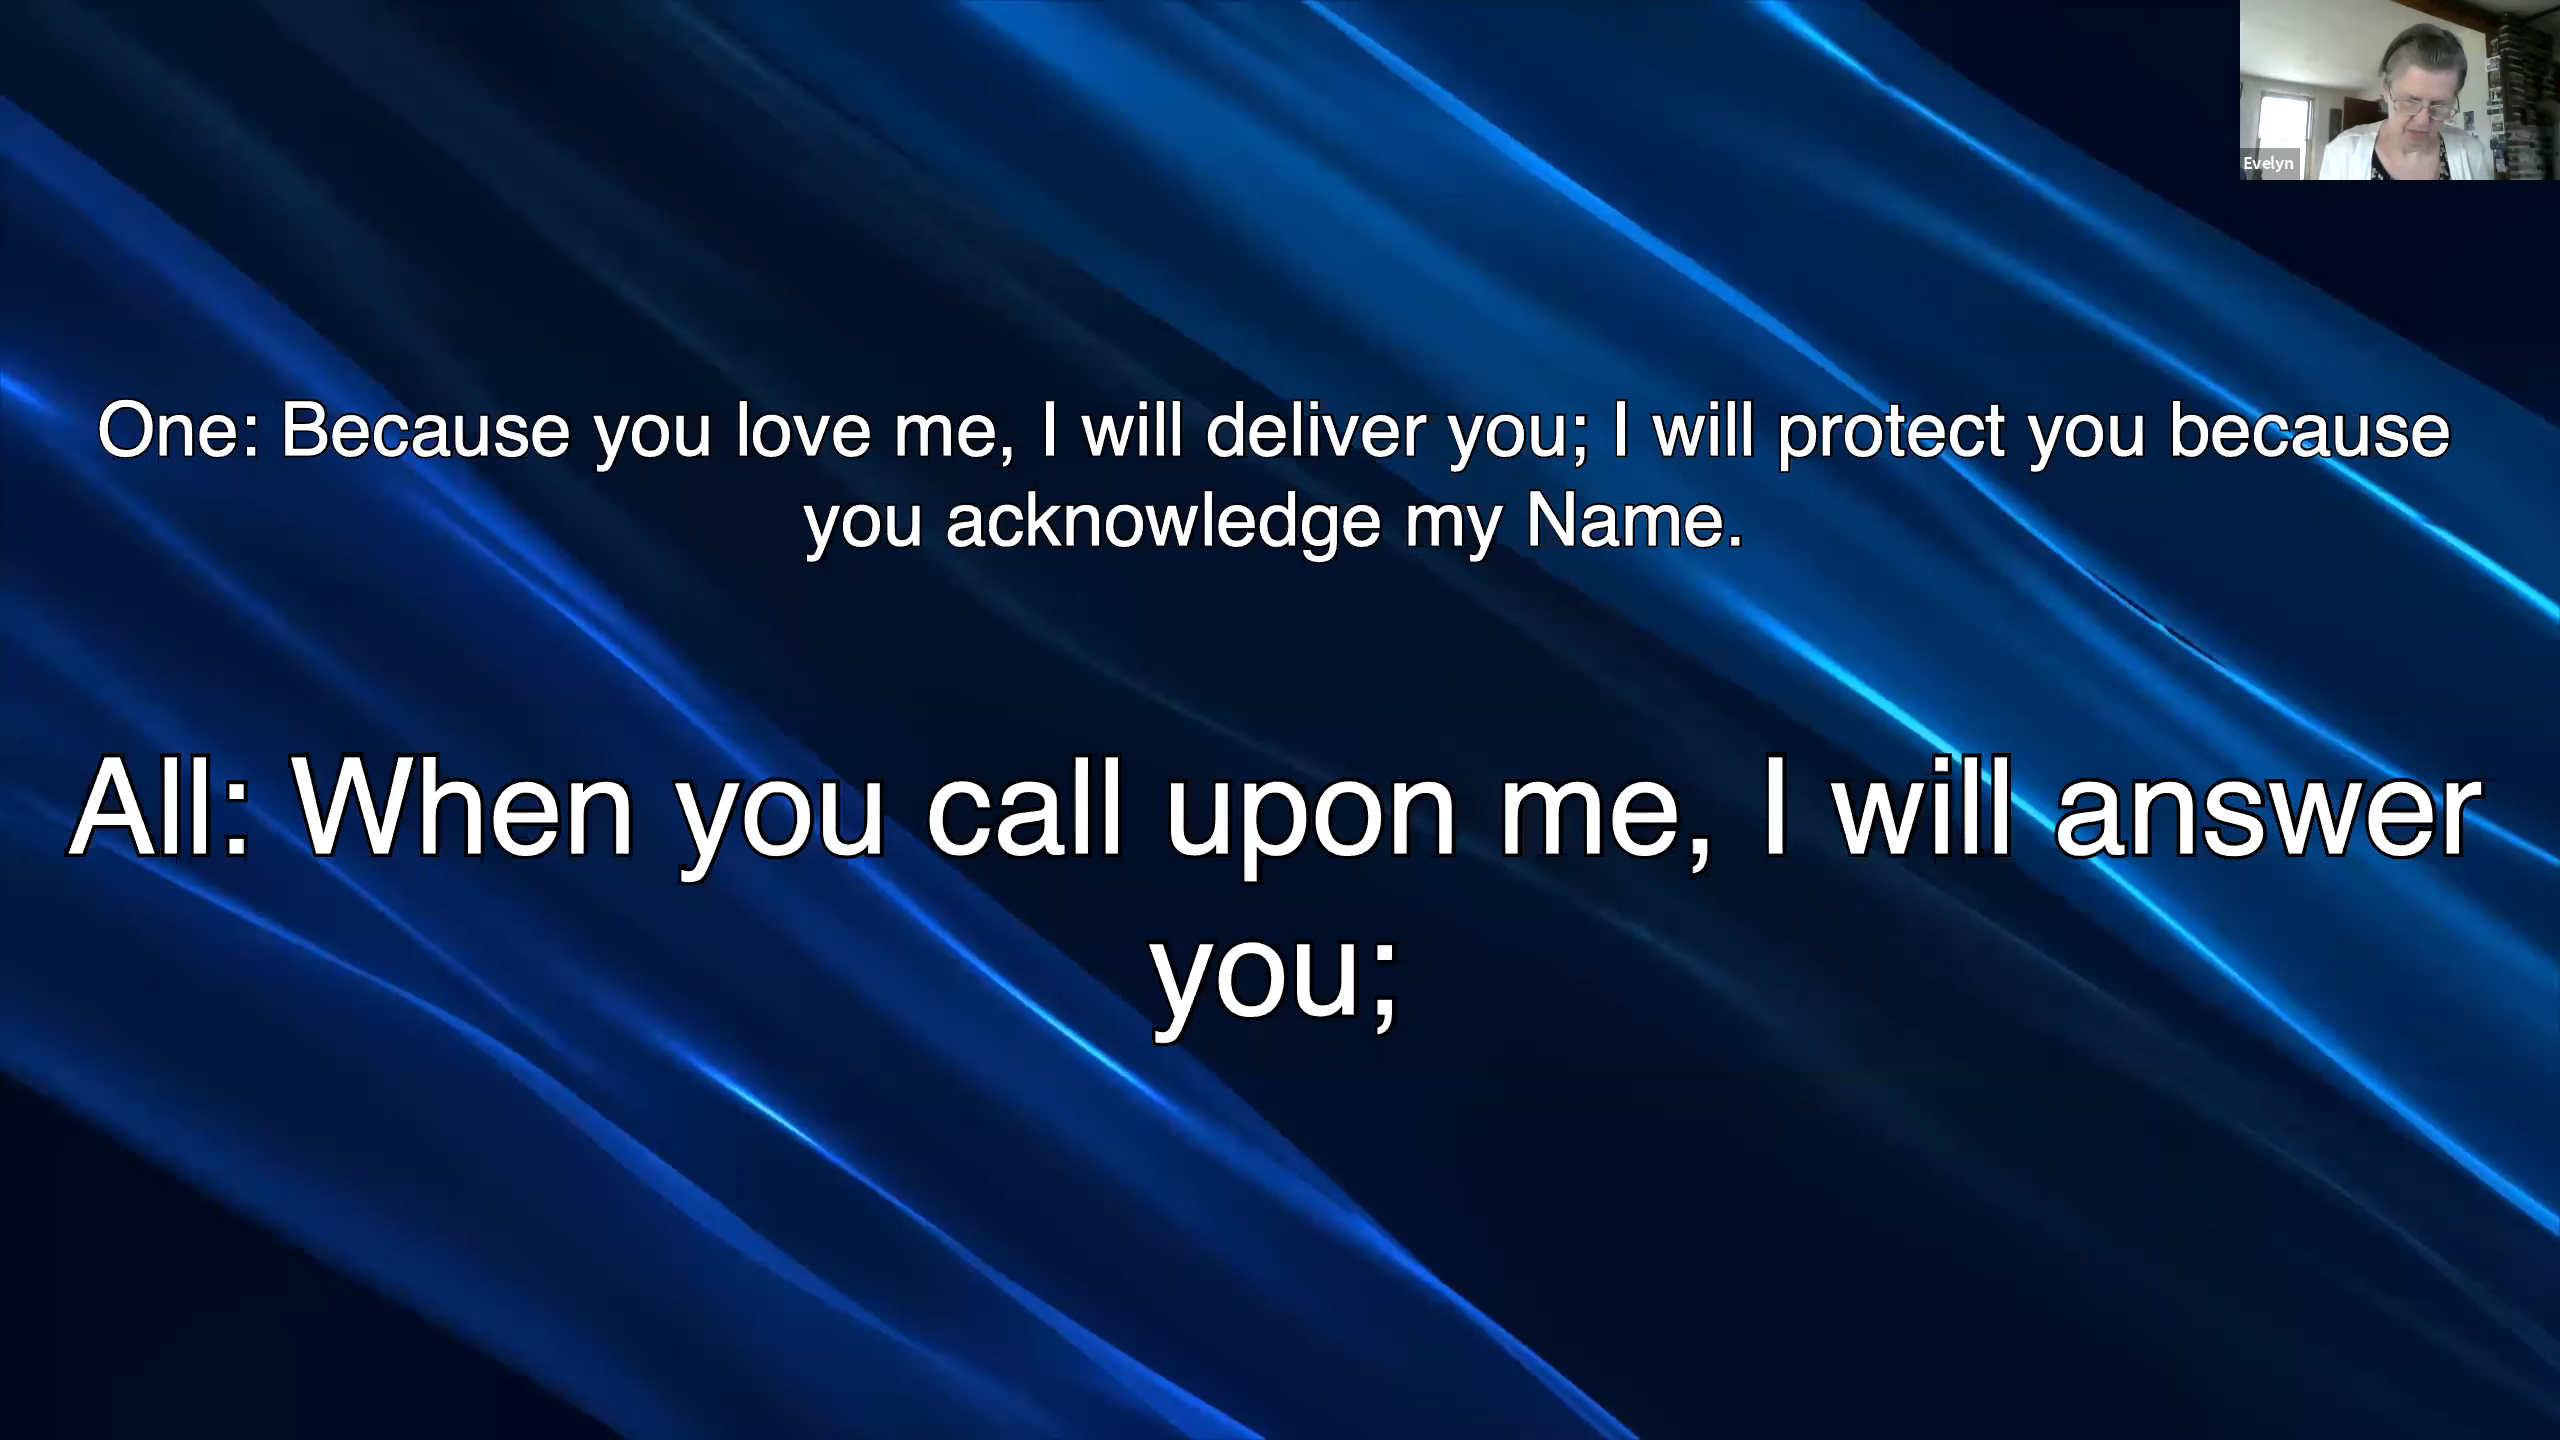 Evelyn
One: Because you love me, I will deliver you; I will protect you because
you acknowledge my Name.
All: When you call upon me, I will answer
you;